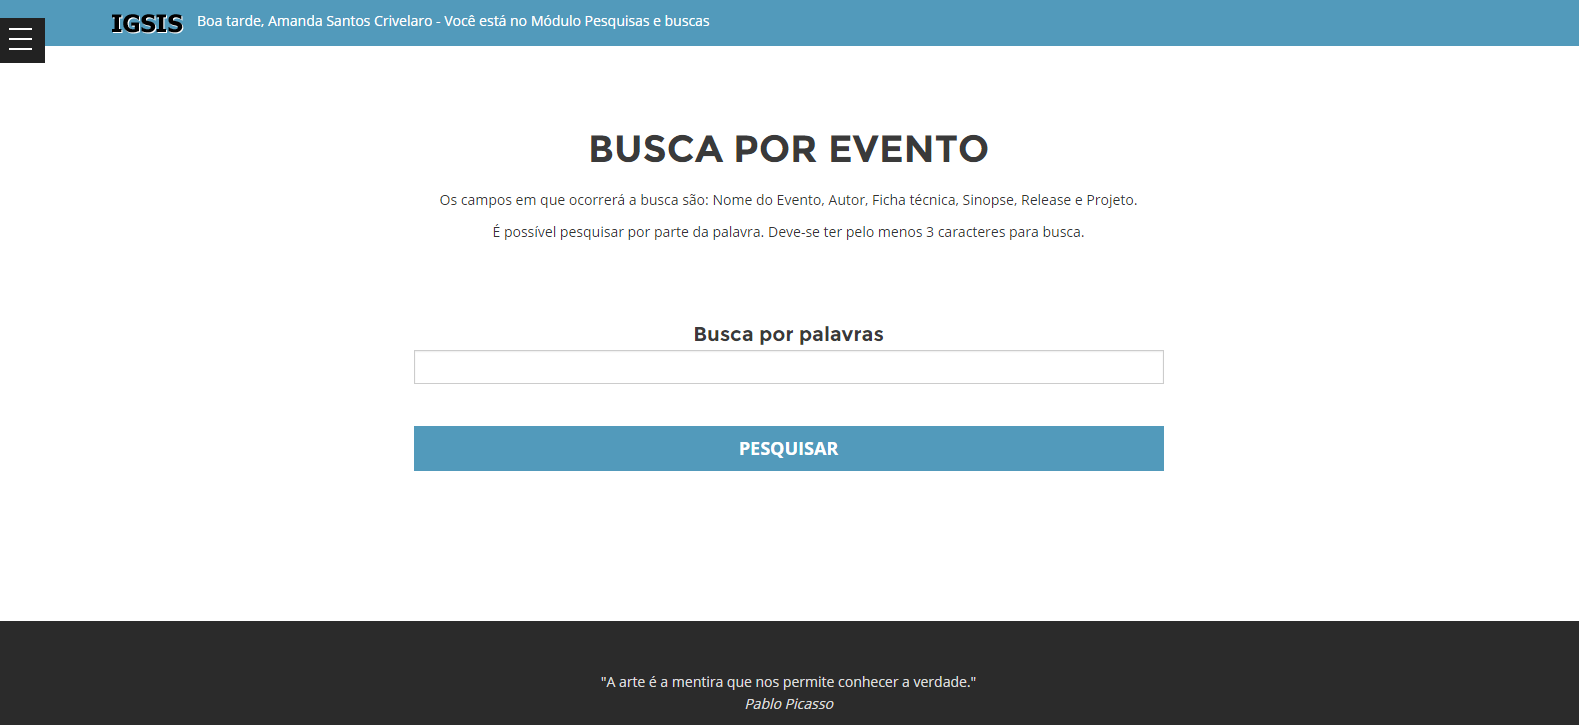 IGSIS
Boa tarde, Amanda Santos Crivelaro - Você está no Módulo Pesquisas e buscas
BUSCA POR EVENTO
Os campos em que ocorrerá a busca são: Nome do Evento, Autor, Ficha técnica, Sinopse, Release e Projeto.
É possível pesquisar por parte da palavra. Deve-se ter pelo menos 3 caracteres para busca.
Busca por palavras
PESQUISAR
"A arte é a mentira que nos permite conhecer a verdade."
Pablo Picasso